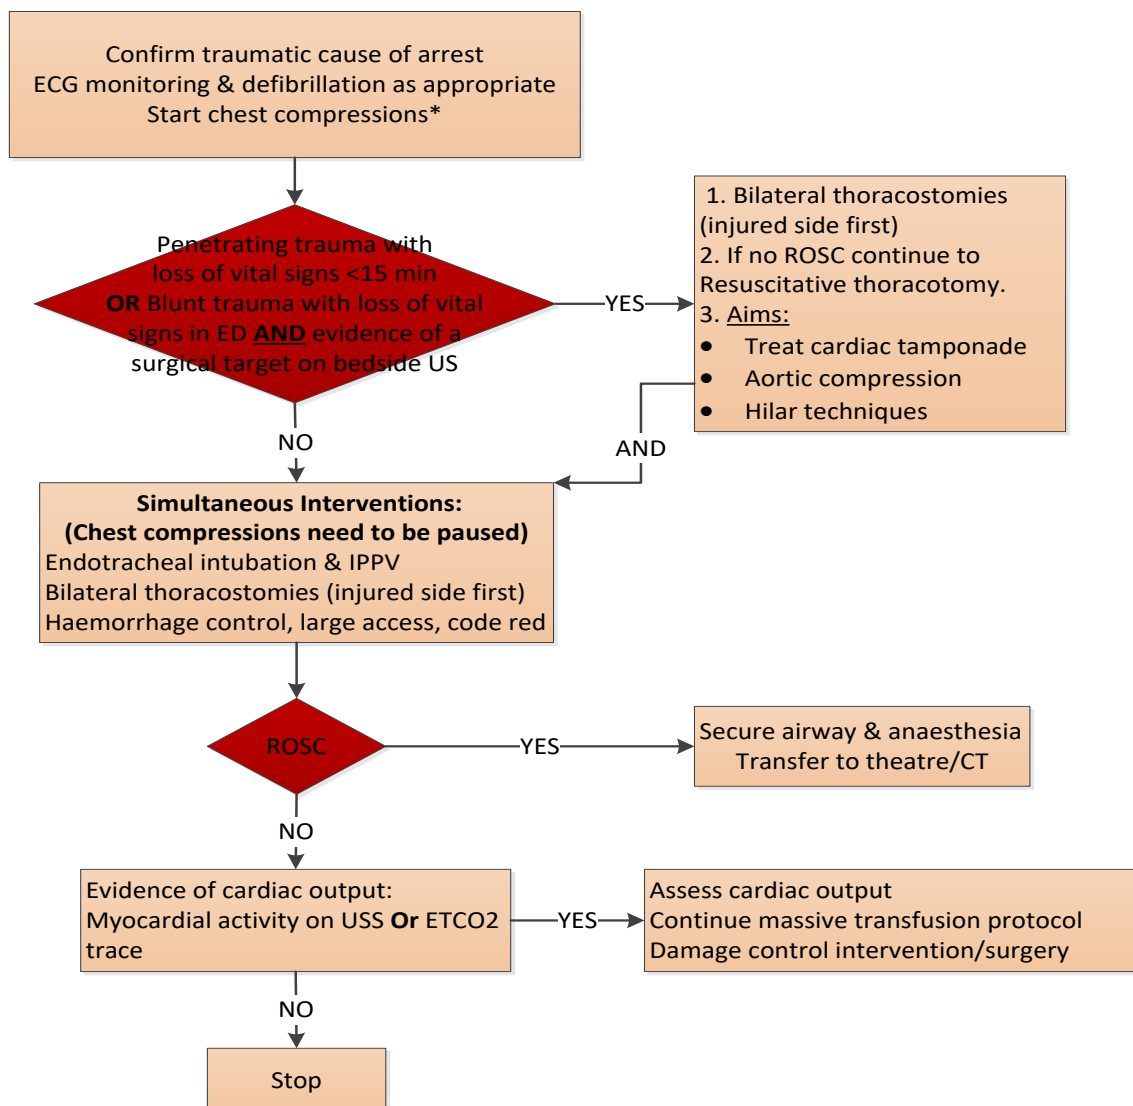 Confirm traumatic cause of arrest
ECG monitoring & defibrillation as appropriate
Start chest compressions*
Penetrating trauma with
loss of vital signs <15 min
OR Blunt trauma with loss of vital
signs in ED AND evidence of a
surgical target on bedside US
YES
1. Bilateral thoracostomies
(injured side first)
2. If no ROSC continue to
Resuscitative thoracotomy.
3. Aims:
• Treat cardiac tamponade
• Aortic compression
• Hilar techniques
NO
AND
Simultaneous Interventions:
(Chest compressions need to be paused)
Endotracheal intubation & IPPV
Bilateral thoracostomies (injured side first)
Haemorrhage control, large access, code red
ROSC
YES
Secure airway & anaesthesia
Transfer to theatre/CT
NO
Evidence of cardiac output:
Myocardial activity on USS Or ETCO2
trace
YES
Assess cardiac output
Continue massive transfusion protocol
Damage control intervention/surgery
NO
Stop